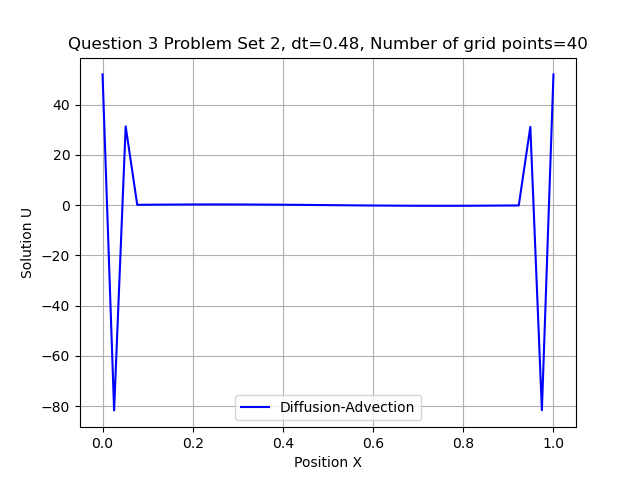 Question 3 Problem Set 2, dt=0.48, Number of grid points=40
40
20
0
−20
−40
−60
−80
Solution U
Diffusion-Advection
0.0 0.2 0.4 0.6 0.8 1.0
Position X